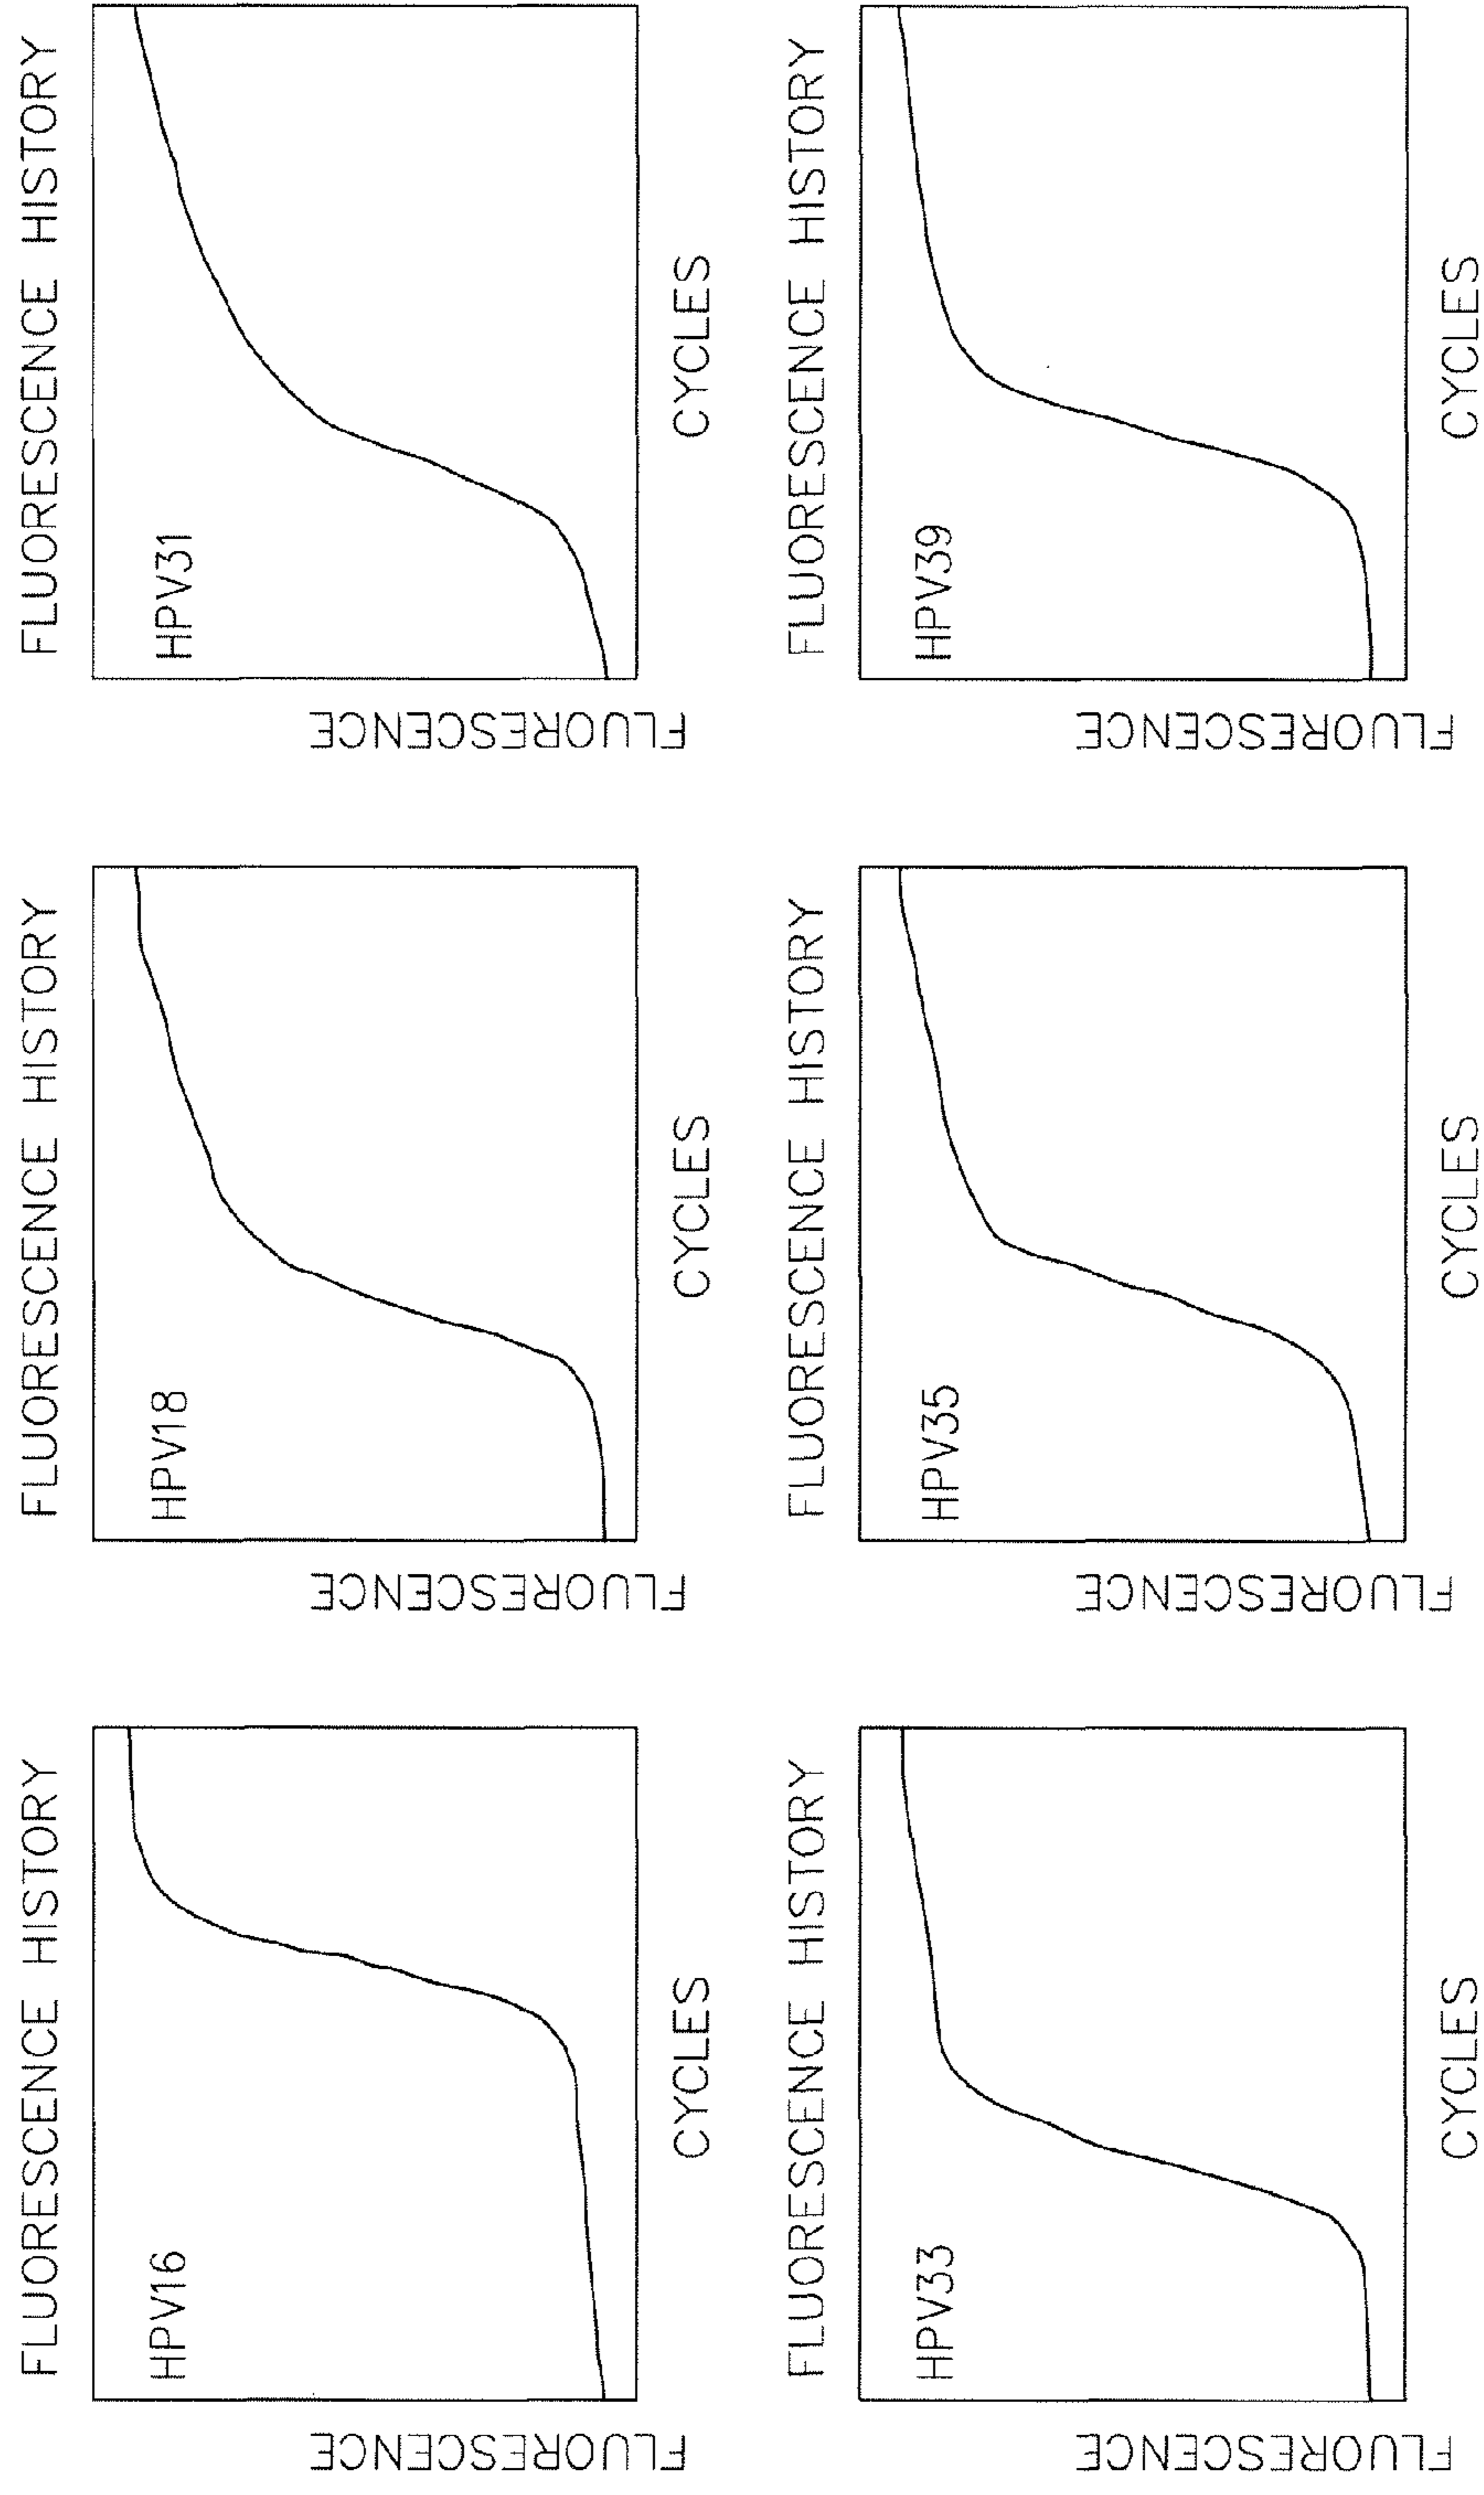 FLUORESCENCE HISTORY
HPV16
FLUORESCENCE
CYCLES
FLUORESCENCE HISTORY
HPV18
FLUORESCENCE
CYCLES
FLUORESCENCE HISTORY
HPV31
FLUORESCENCE
CYCLES
FLUORESCENCE HISTORY
HPV33
FLUORESCENCE
CYCLES
FLUORESCENCE HISTORY
HPV35
FLUORESCENCE
CYCLES
FLUORESCENCE HISTORY
HPV39
FLUORESCENCE
CYCLES